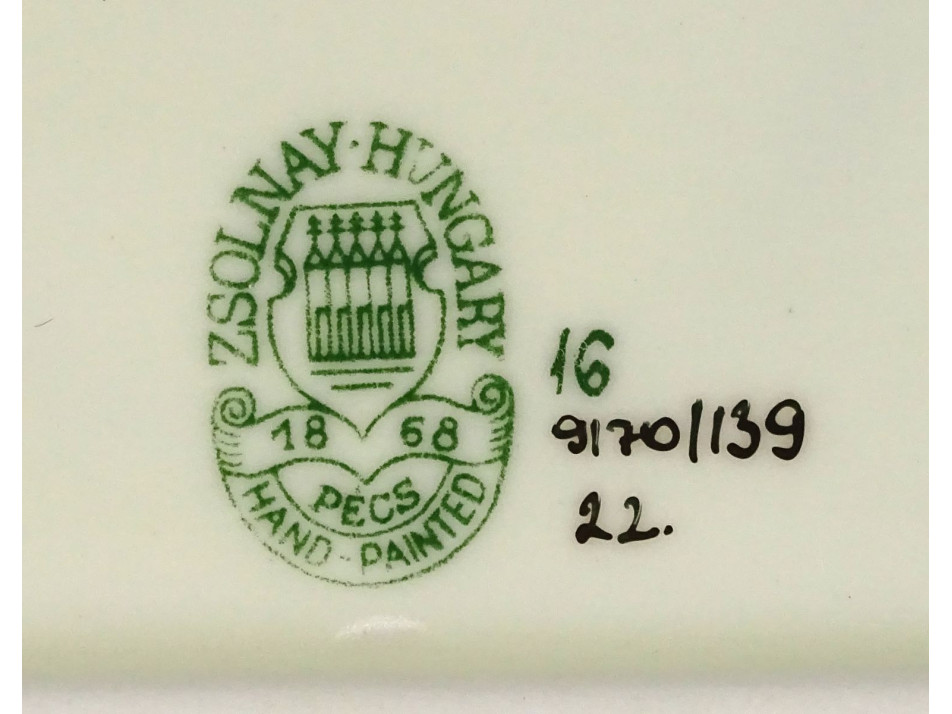 ZSOLNAY·HUNGARY
18 68
PECS
HAND-PAINTED
16
9170/139
22.